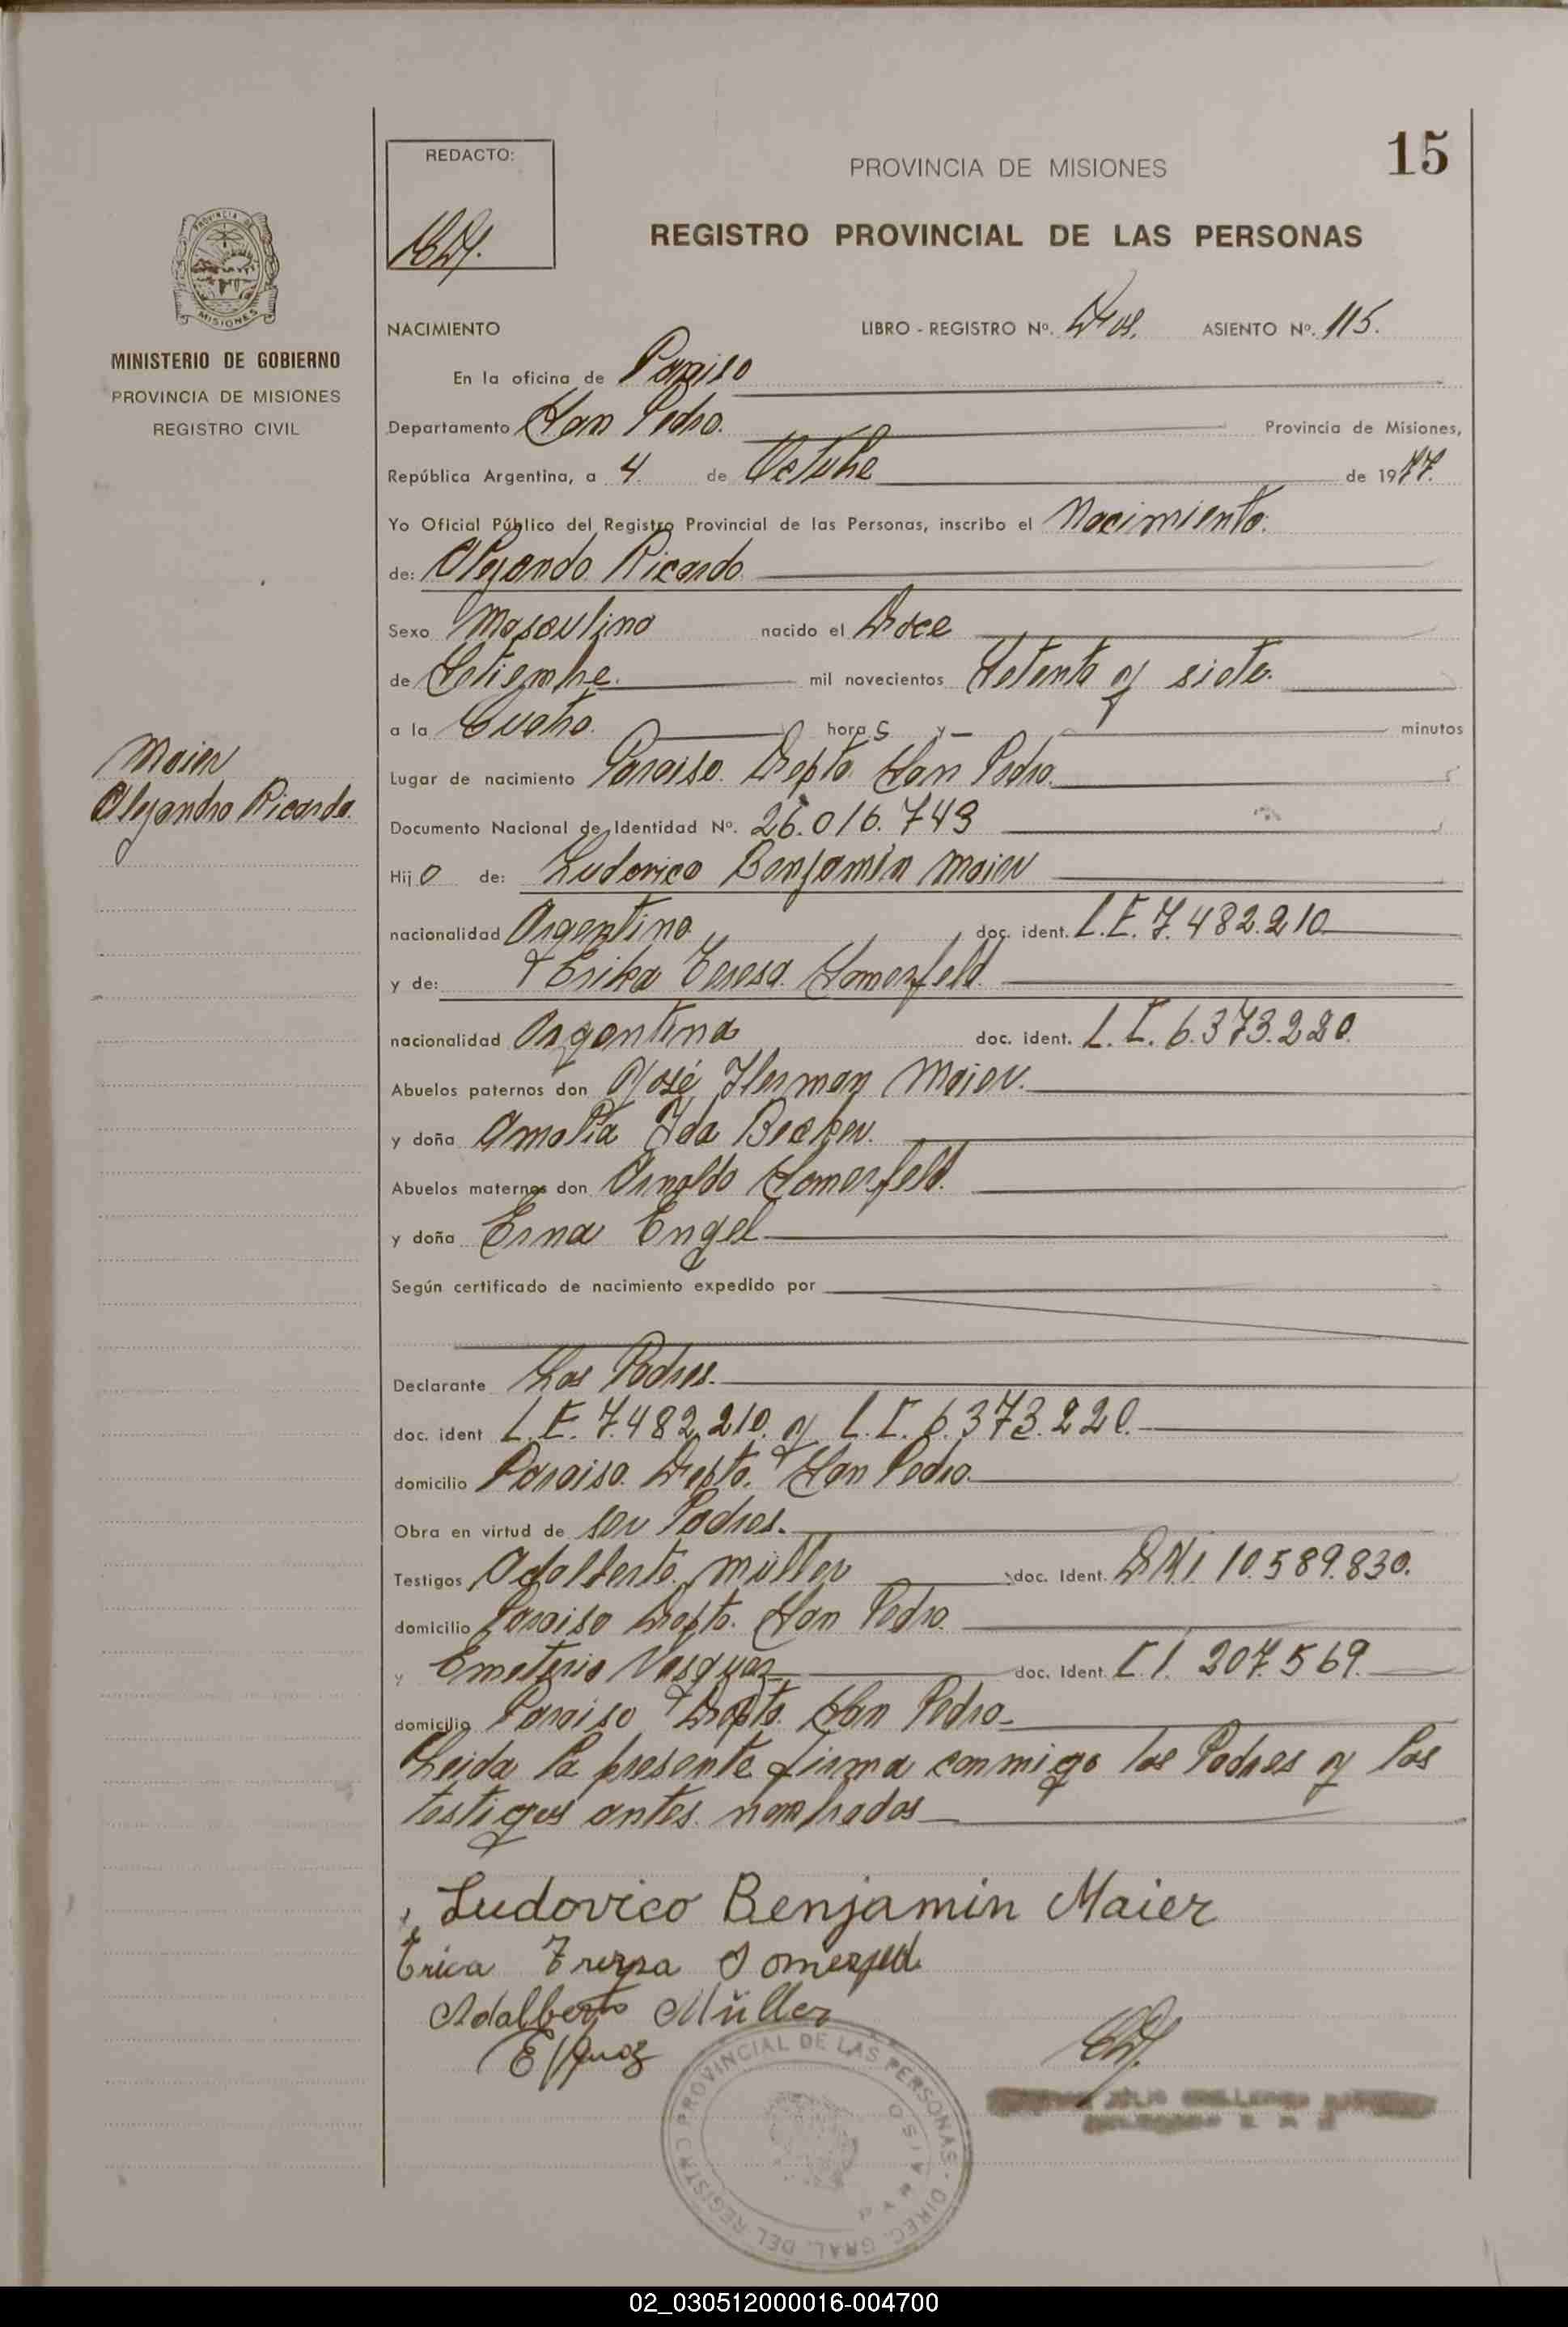 15
REDACTO:
PROVINCIA DE MISIONES
REGISTRO PROVINCIAL DE LAS PERSONAS
PROVINCIA DE
MISIONES
MINISTERIO DE GOBIERNO
PROVINCIA DE MISIONES
REGISTRO CIVIL
NACIMIENTO LIBRO - REGISTRO Nº. Dos. ASIENTO Nº. 115.
En la oficina de Paraiso
Departamento San Pedro. Provincia de Misiones,
República Argentina, a 4. de Octubre de 1977.
Yo Oficial Público del Registro Provincial de las Personas, inscribo el Nacimiento.
de: Alejandro Ricardo
Sexo Masculino nacido el Doce
de Setiembre. mil novecientos Setenta y siete.
a la Cuatro. horas y — minutos
Maier
Alejandro Ricardo.
Lugar de nacimiento Paraiso. Depto. San Pedro.
Documento Nacional de Identidad Nº. 26.016.743
Hijo de: Ludovico Benjamín Maier
nacionalidad Argentino doc. ident. L.E. 7.482.210
y de: Erika Teresa Somerfeld.
nacionalidad Argentina doc. ident. L.C. 6.373.220.
Abuelos paternos don José Herman Maier.
y doña Amalia Ida Becker.
Abuelos maternos don Arnoldo Somerfeld.
y doña Erna Engel
Según certificado de nacimiento expedido por
Declarante Los Padres.
doc. ident L.E. 7.482.210. y L.C. 6.373.220.
domicilio Paraiso. Depto. San Pedro.
Obra en virtud de ser Padres.
Testigos Adalberto Müller doc. Ident. DNI 10.589.830.
domicilio Paraiso Depto. San Pedro.
y Emeterio Vasquez doc. Ident. C.I. 207.569.
domicilio Paraiso Depto. San Pedro
Leida la presente firma conmigo los Padres y los
testigos antes nombrados
Ludovico Benjamin Maier
Erica Somerfed
Adalberto Müller
PROVINCIAL DE LAS PERSONAS - DIREC. GRAL. DEL REGISTRO
PARAISO
02_030512000016-004700